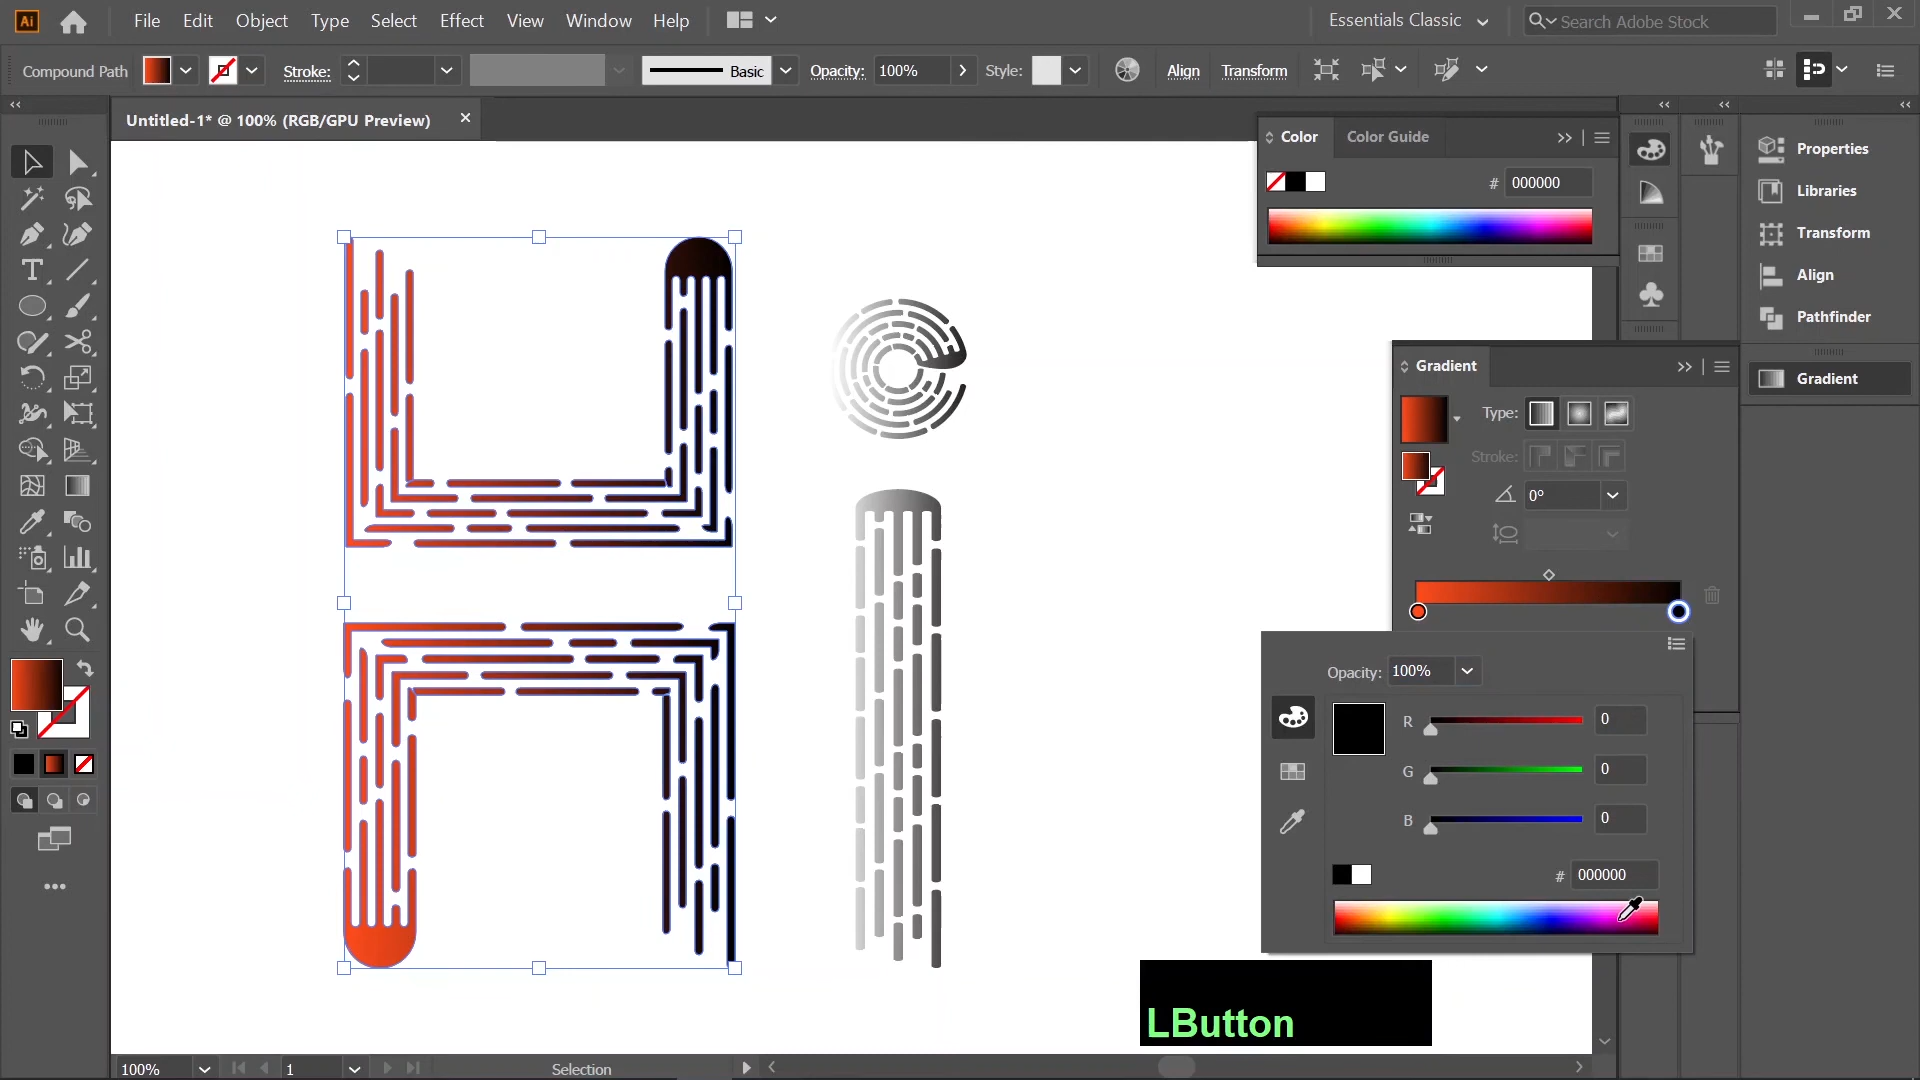 Ai File Edit Object Type Select Effect View Window Help Essentials Classic Search Adobe Stock
Compound Path Stroke: Basic Opacity: 100% Style: Align Transform
Untitled-1* @ 100% (RGB/GPU Preview)
Color Color Guide
# 000000
Properties
Libraries
Transform
Align
Pathfinder
Gradient
Gradient
Type:
Stroke:
0°
Opacity: 100%
R 0
G 0
B 0
# 000000
LButton
100% 1 Selection